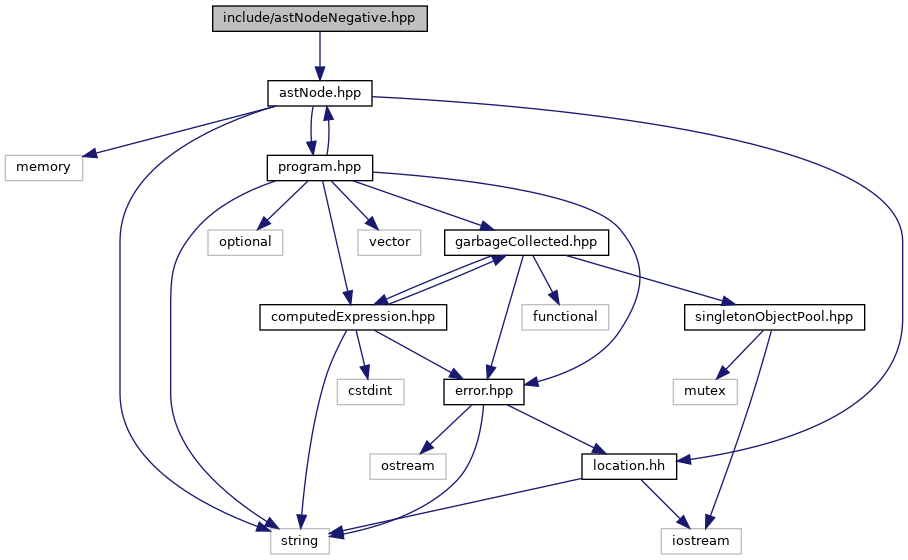 include/astNodeNegative.hpp
astNode.hpp
memory
program.hpp
optional
vector
garbageCollected.hpp
computedExpression.hpp
functional
singletonObjectPool.hpp
cstdint
error.hpp
mutex
ostream
location.hh
string
iostream